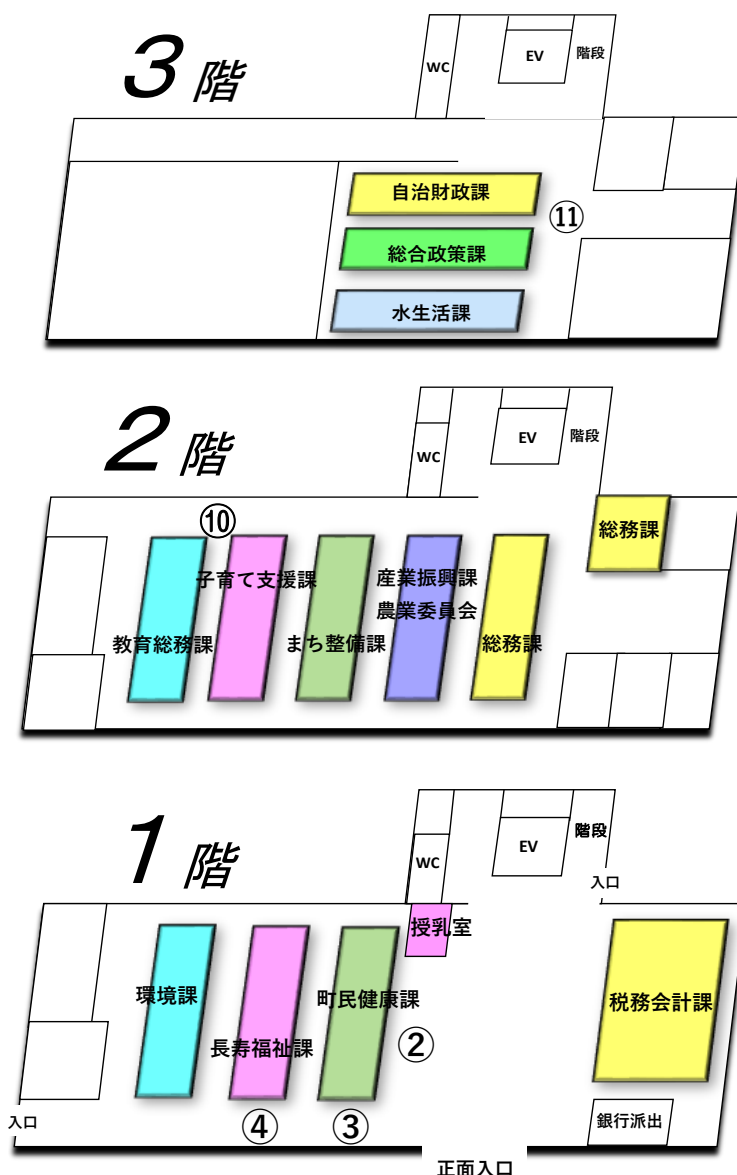 3階
WC
EV
階段
自治財政課
⑪
総合政策課
水生活課
2階
WC
EV
階段
⑩
総務課
子育て支援課
産業振興課
農業委員会
教育総務課
まち整備課
総務課
1階
WC
EV
階段
入口
授乳室
環境課
町民健康課
税務会計課
長寿福祉課
②
入口
④
③
銀行派出
正面入口